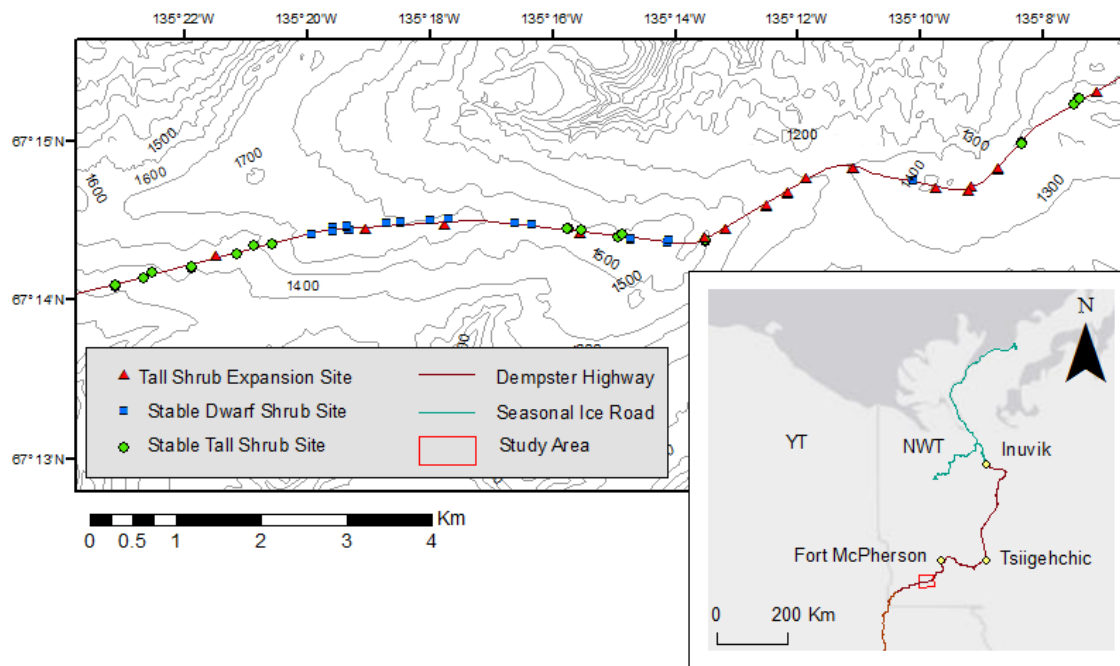 135°22'W 135°20'W 135°18'W 135°16'W 135°14'W 135°12'W 135°10'W 135°8'W
67°15'N
67°14'N
67°13'N
1500
1600
1600
1700
1400
1500
1500
1200
1300
1400
1300
Tall Shrub Expansion Site
Stable Dwarf Shrub Site
Stable Tall Shrub Site
Dempster Highway
Seasonal Ice Road
Study Area
Km
0 0.5 1 2 3 4
N
YT
NWT
Inuvik
Fort McPherson
Tsiigehchic
0 200 Km